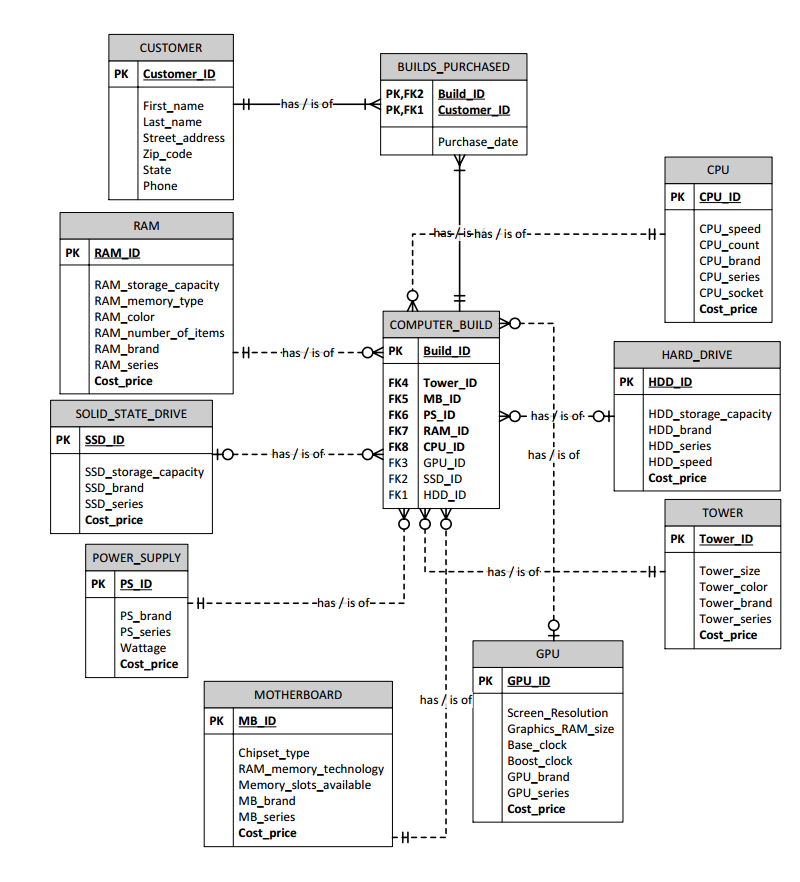 CUSTOMER
PK Customer_ID
First_name
Last_name
Street_address
Zip_code
State
Phone
has / is of
BUILDS_PURCHASED
PK,FK2 Build_ID
PK,FK1 Customer_ID
Purchase_date
has / is
has / is of
CPU
PK CPU_ID
CPU_speed
CPU_count
CPU_brand
CPU_series
CPU_socket
Cost_price
RAM
PK RAM_ID
RAM_storage_capacity
RAM_memory_type
RAM_color
RAM_number_of_items
RAM_brand
RAM_series
Cost_price
has / is of
COMPUTER_BUILD
PK Build_ID
FK4 Tower_ID
FK5 MB_ID
FK6 PS_ID
FK7 RAM_ID
FK8 CPU_ID
FK3 GPU_ID
FK2 SSD_ID
FK1 HDD_ID
HARD_DRIVE
PK HDD_ID
HDD_storage_capacity
HDD_brand
HDD_series
HDD_speed
Cost_price
has / is of
has / is of
SOLID_STATE_DRIVE
PK SSD_ID
SSD_storage_capacity
SSD_brand
SSD_series
Cost_price
has / is of
TOWER
PK Tower_ID
Tower_size
Tower_color
Tower_brand
Tower_series
Cost_price
has / is of
POWER_SUPPLY
PK PS_ID
PS_brand
PS_series
Wattage
Cost_price
has / is of
GPU
PK GPU_ID
Screen_Resolution
Graphics_RAM_size
Base_clock
Boost_clock
GPU_brand
GPU_series
Cost_price
has / is of
MOTHERBOARD
PK MB_ID
Chipset_type
RAM_memory_technology
Memory_slots_available
MB_brand
MB_series
Cost_price